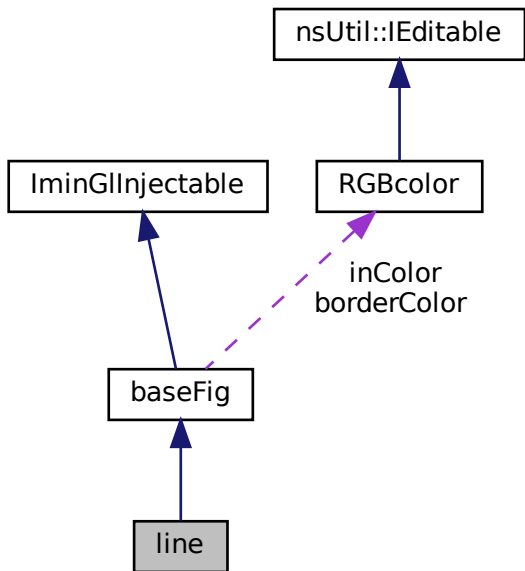 nsUtil::IEditable
IminGlInjectable
RGBcolor
inColor
borderColor
baseFig
line